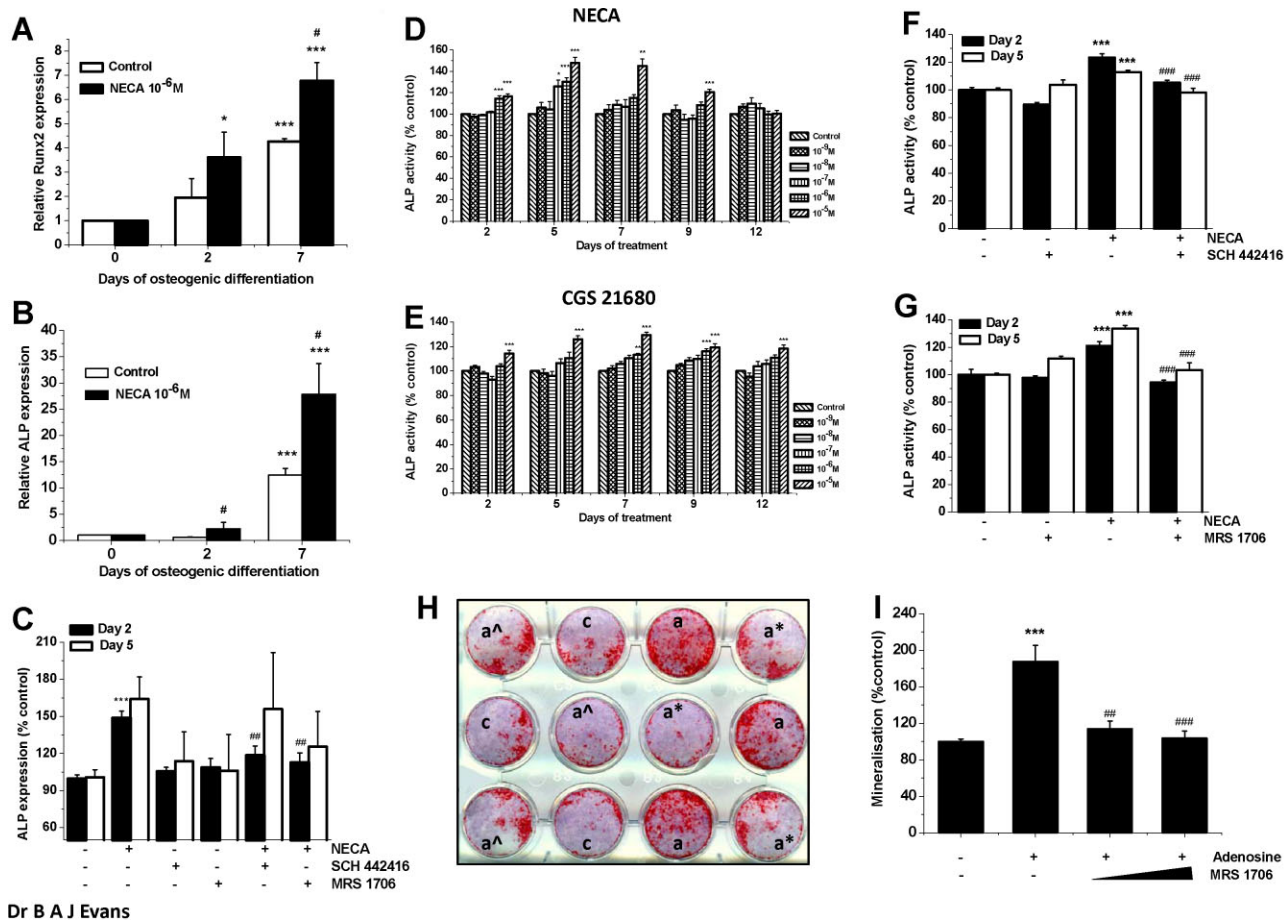 A
Relative Runx2 expression
8
7
6
5
4
3
2
1
0
Control
NECA 10-6M
*
***
***
#
0 2 7
Days of osteogenic differentiation
B
Relative ALP expression
40
35
30
25
20
15
10
5
0
Control
NECA 10-6M
#
***
***
#
0 2 7
Days of osteogenic differentiation
C
ALP expression (% control)
210
180
150
120
90
60
Day 2
Day 5
***
##
##
- + - - + + NECA
- - + - + - SCH 442416
- - - + - + MRS 1706
Dr B A J Evans
NECA
D
ALP activity (% control)
160
140
120
100
80
60
40
20
0
*** ***
* *** ***
**
***
Control
10-9M
10-8M
10-7M
10-6M
10-5M
2 5 7 9 12
Days of treatment
CGS 21680
E
ALP activity (% control)
140
120
100
80
60
40
20
0
***
***
** ***
*** ***
***
Control
10-9M
10-8M
10-7M
10-6M
10-5M
2 5 7 9 12
Days of treatment
H
a^ c a a*
c a^ a* a
a^ c a a*
F
ALP activity (% control)
140
120
100
80
60
40
20
0
Day 2
Day 5
***
***
###
###
- - + + NECA
- + - + SCH 442416
G
ALP activity (% control)
140
120
100
80
60
40
20
0
Day 2
Day 5
***
***
###
###
- - + + NECA
- + - + MRS 1706
I
Mineralisation (%control)
240
200
160
120
80
40
0
***
##
###
- + + + Adenosine
- - MRS 1706